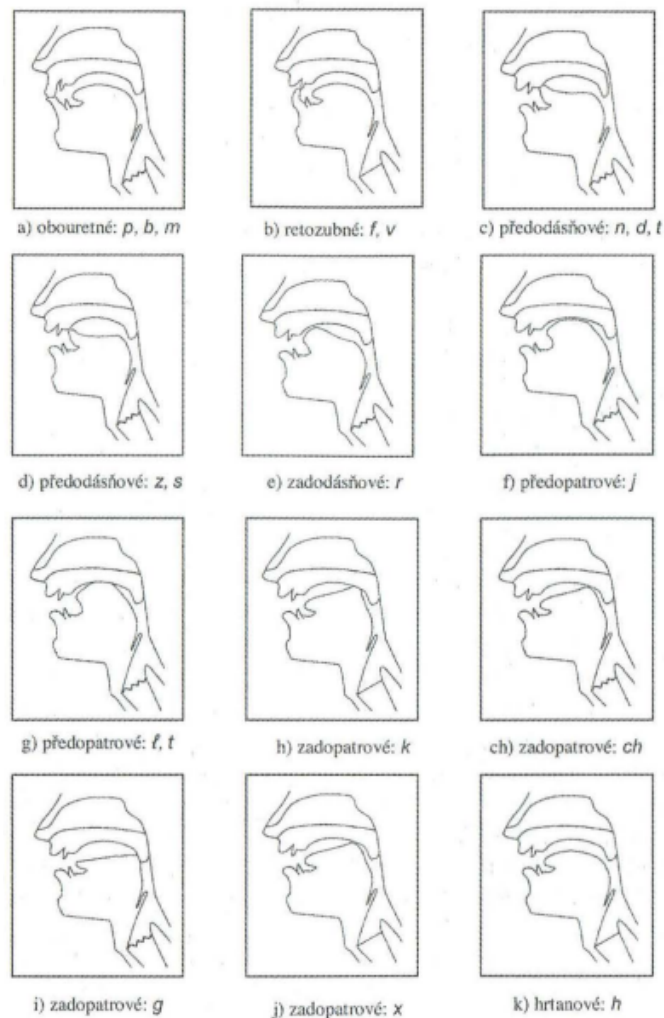 a) obouretné: p, b, m
b) retozubné: f, v
c) předodásňové: n, d, t
d) předodásňové: z, s
e) zadodásňové: r
f) předopatrové: j
g) předopatrové: ť, t
h) zadopatrové: k
ch) zadopatrové: ch
i) zadopatrové: g
j) zadopatrové: x
k) hrtanové: h